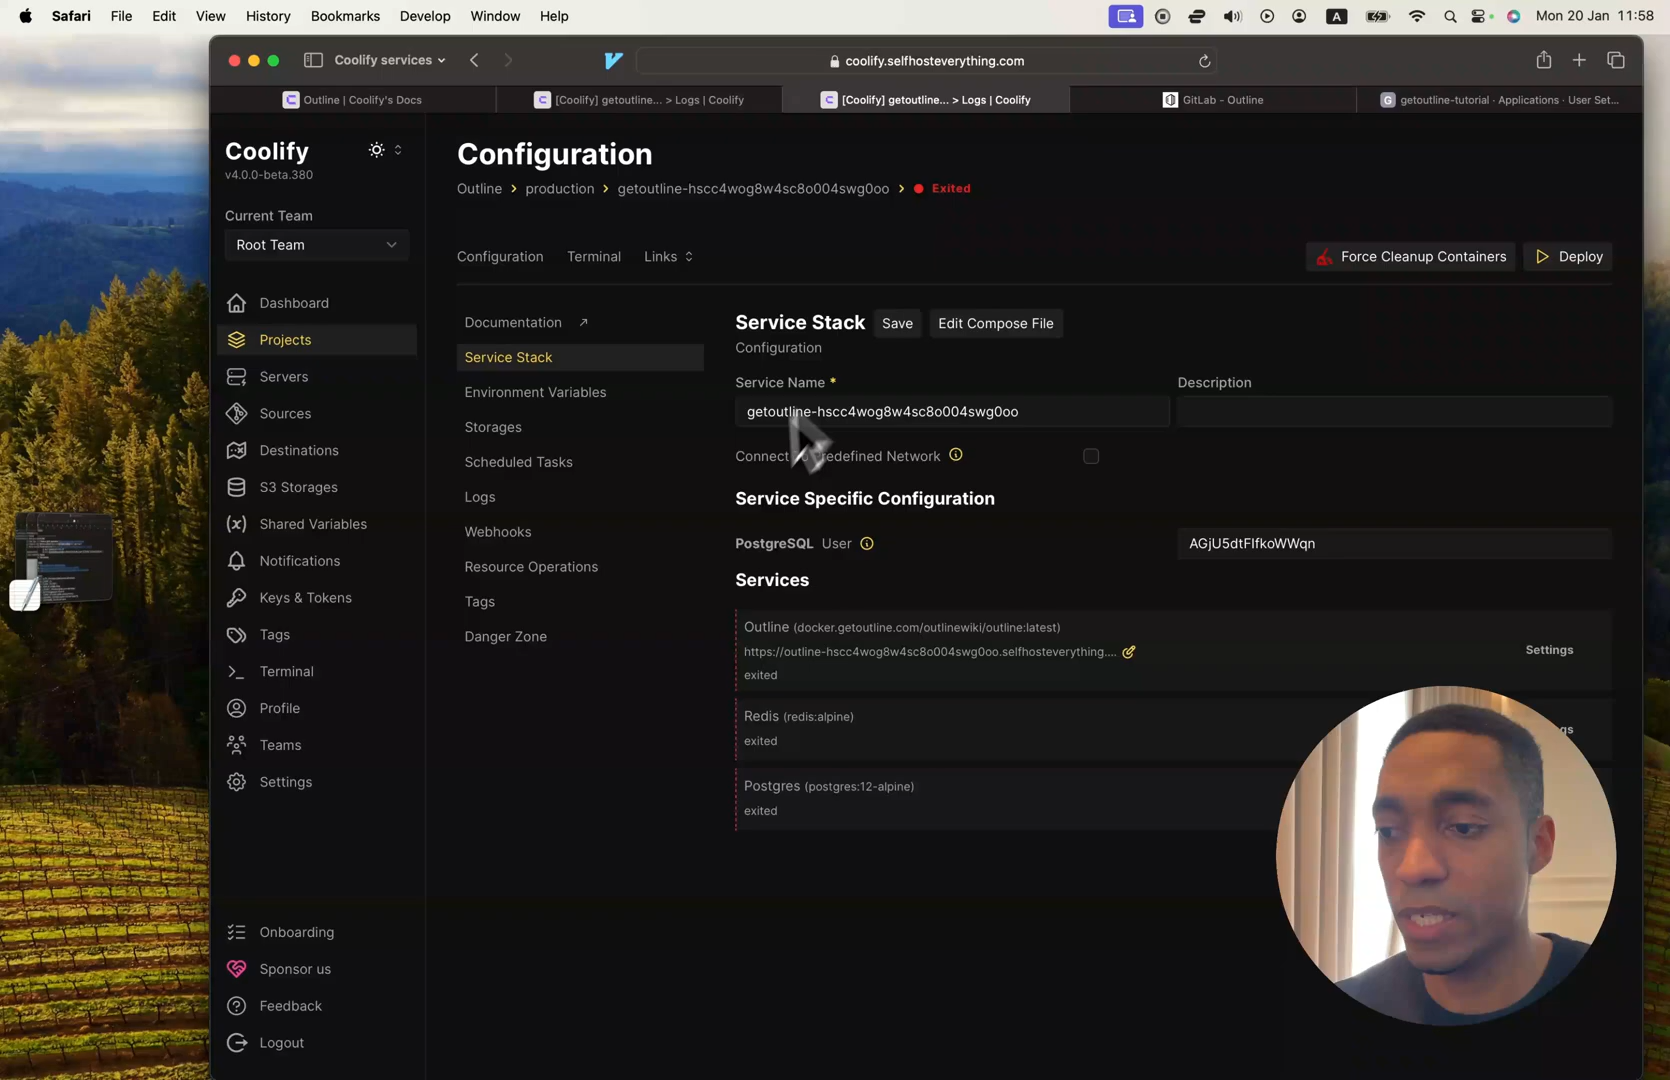 Safari File Edit View History Bookmarks Develop Window Help
A
Mon 20 Jan 11:58
Coolify services
coolify.selfhosteverything.com
Outline | Coolify's Docs
[Coolify] getoutline... > Logs | Coolify
[Coolify] getoutline... > Logs | Coolify
GitLab - Outline
G getoutline-tutorial · Applications · User Set...
Coolify
v4.0.0-beta.380
Current Team
Root Team
Dashboard
Projects
Servers
Sources
Destinations
S3 Storages
Shared Variables
Notifications
Keys & Tokens
Tags
Terminal
Profile
Teams
Settings
Onboarding
Sponsor us
Feedback
Logout
Configuration
Outline > production > getoutline-hscc4wog8w4sc8o004swg0oo > Exited
Configuration Terminal Links
Force Cleanup Containers
Deploy
Documentation
Service Stack
Environment Variables
Storages
Scheduled Tasks
Logs
Webhooks
Resource Operations
Tags
Danger Zone
Service Stack Save Edit Compose File
Configuration
Service Name *
Description
getoutline-hscc4wog8w4sc8o004swg0oo
Connect Predefined Network
Service Specific Configuration
PostgreSQL User
AGjU5dtFIfkoWWqn
Services
Outline (docker.getoutline.com/outlinewiki/outline:latest)
https://outline-hscc4wog8w4sc8o004swg0oo.selfhosteverything....
exited
Settings
Redis (redis:alpine)
exited
Postgres (postgres:12-alpine)
exited